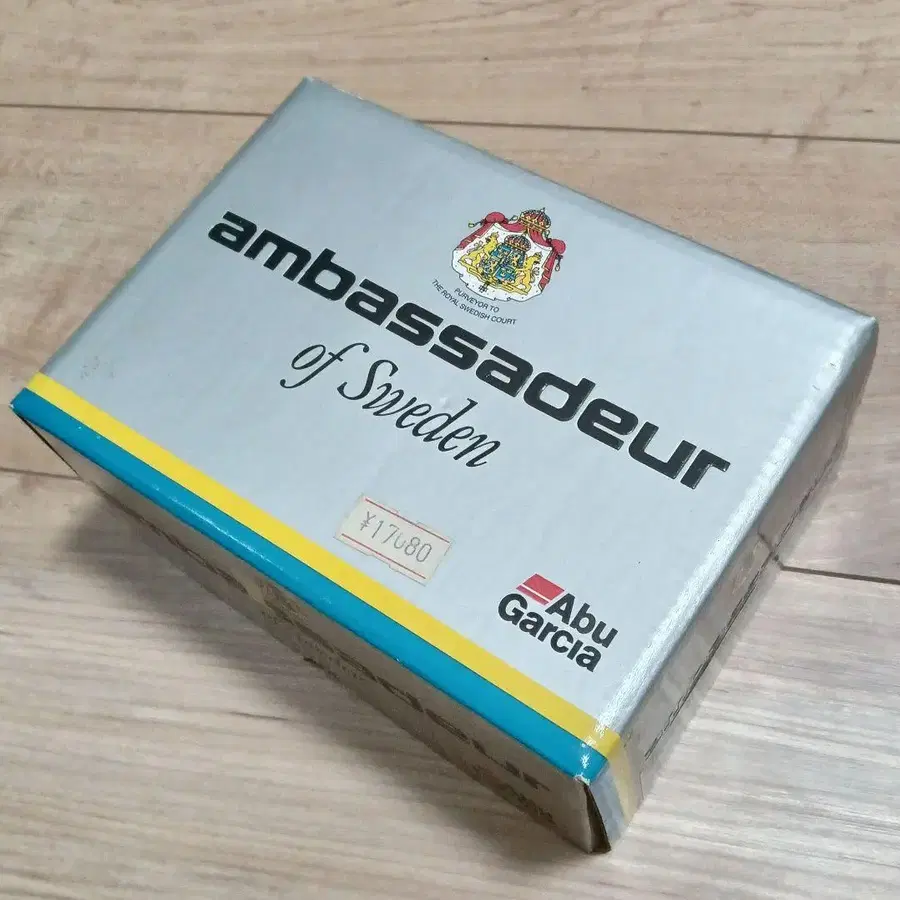 PURVEYOR TO
THE ROYAL SWEDISH COURT
ambassadeur
of Sweden
¥17080
Abu
Garcia